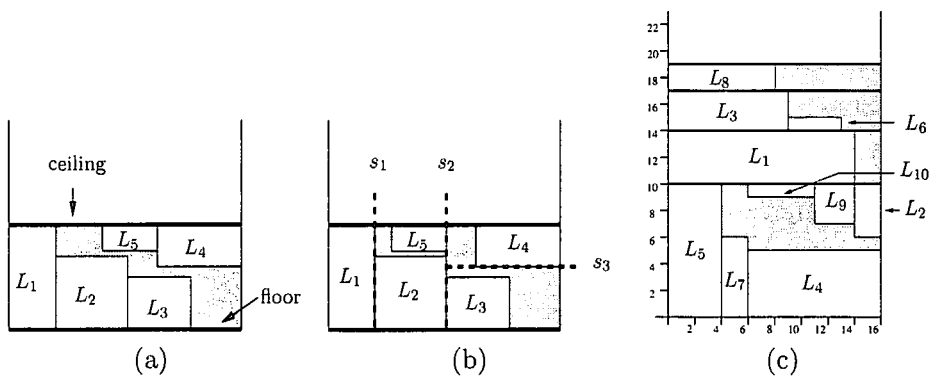 ceiling
L1
L2
L3
L4
L5
floor
(a)
s1
s2
s3
L1
L2
L3
L4
L5
(b)
22
20
18
16
14
12
10
8
6
4
2
2 4 6 8 10 12 14 16
L8
L3
L6
L1
L10
L9
L2
L5
L7
L4
(c)